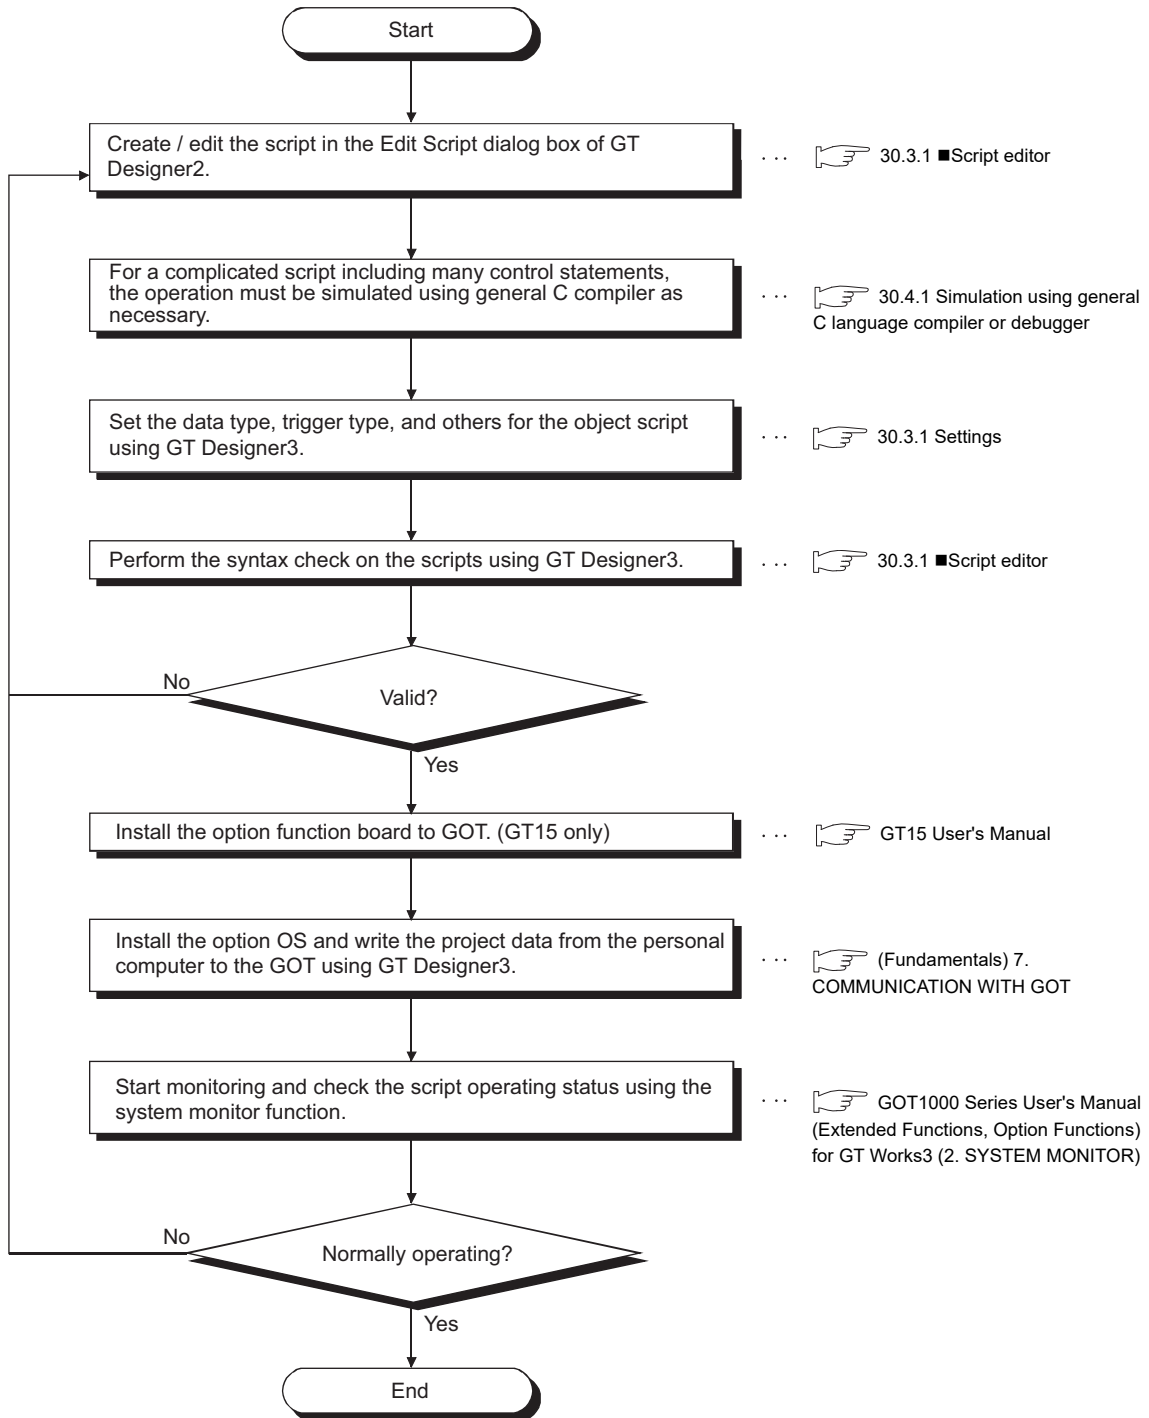 Start
Create / edit the script in the Edit Script dialog box of GT
Designer2.
· ·· 30.3.1 ■Script editor
For a complicated script including many control statements,
the operation must be simulated using general C compiler as
necessary.
· ·· 30.4.1 Simulation using general
C language compiler or debugger
Set the data type, trigger type, and others for the object script
using GT Designer3.
· ·· 30.3.1 Settings
Perform the syntax check on the scripts using GT Designer3.
· ·· 30.3.1 ■Script editor
No
Valid?
Yes
Install the option function board to GOT. (GT15 only)
· ·· GT15 User's Manual
Install the option OS and write the project data from the personal
computer to the GOT using GT Designer3.
· ·· (Fundamentals) 7.
COMMUNICATION WITH GOT
Start monitoring and check the script operating status using the
system monitor function.
· ·· GOT1000 Series User's Manual
(Extended Functions, Option Functions)
for GT Works3 (2. SYSTEM MONITOR)
No
Normally operating?
Yes
End